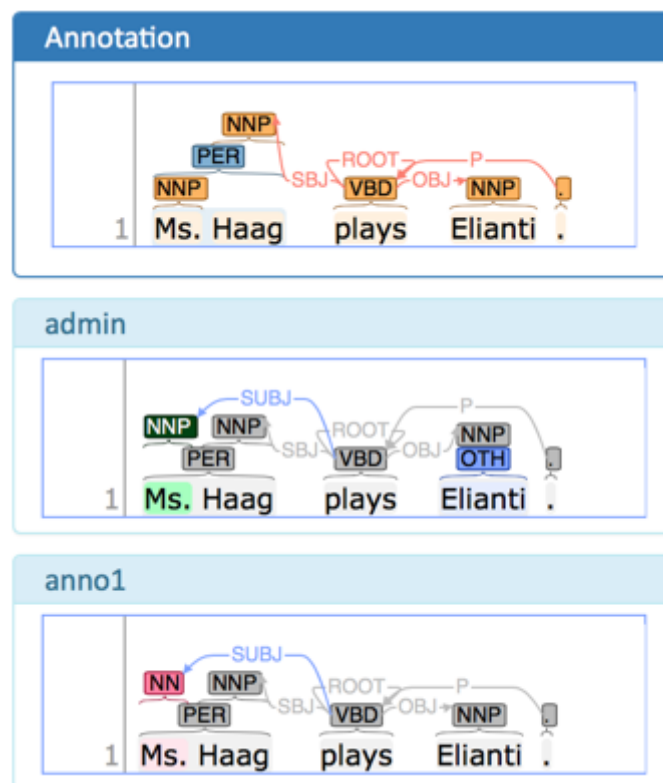 Annotation
NNP
PER ROOT P
NNP SBJ VBD OBJ NNP .
1 Ms. Haag plays Elianti .
admin
SUBJ P
NNP NNP ROOT NNP
PER SBJ VBD OBJ OTH .
1 Ms. Haag plays Elianti .
anno1
SUBJ
NN NNP ROOT P
PER SBJ VBD OBJ NNP .
1 Ms. Haag plays Elianti .